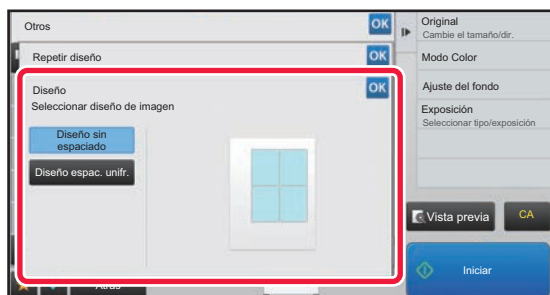 Otros
OK
Repetir diseño
OK
Diseño
OK
Seleccionar diseño de imagen
Diseño sin
espaciado
Diseño espac. unifr.
Atrás
Original
Cambie el tamaño/dir.
Modo Color
Ajuste del fondo
Exposición
Seleccionar tipo/exposición
Vista previa
CA
Iniciar